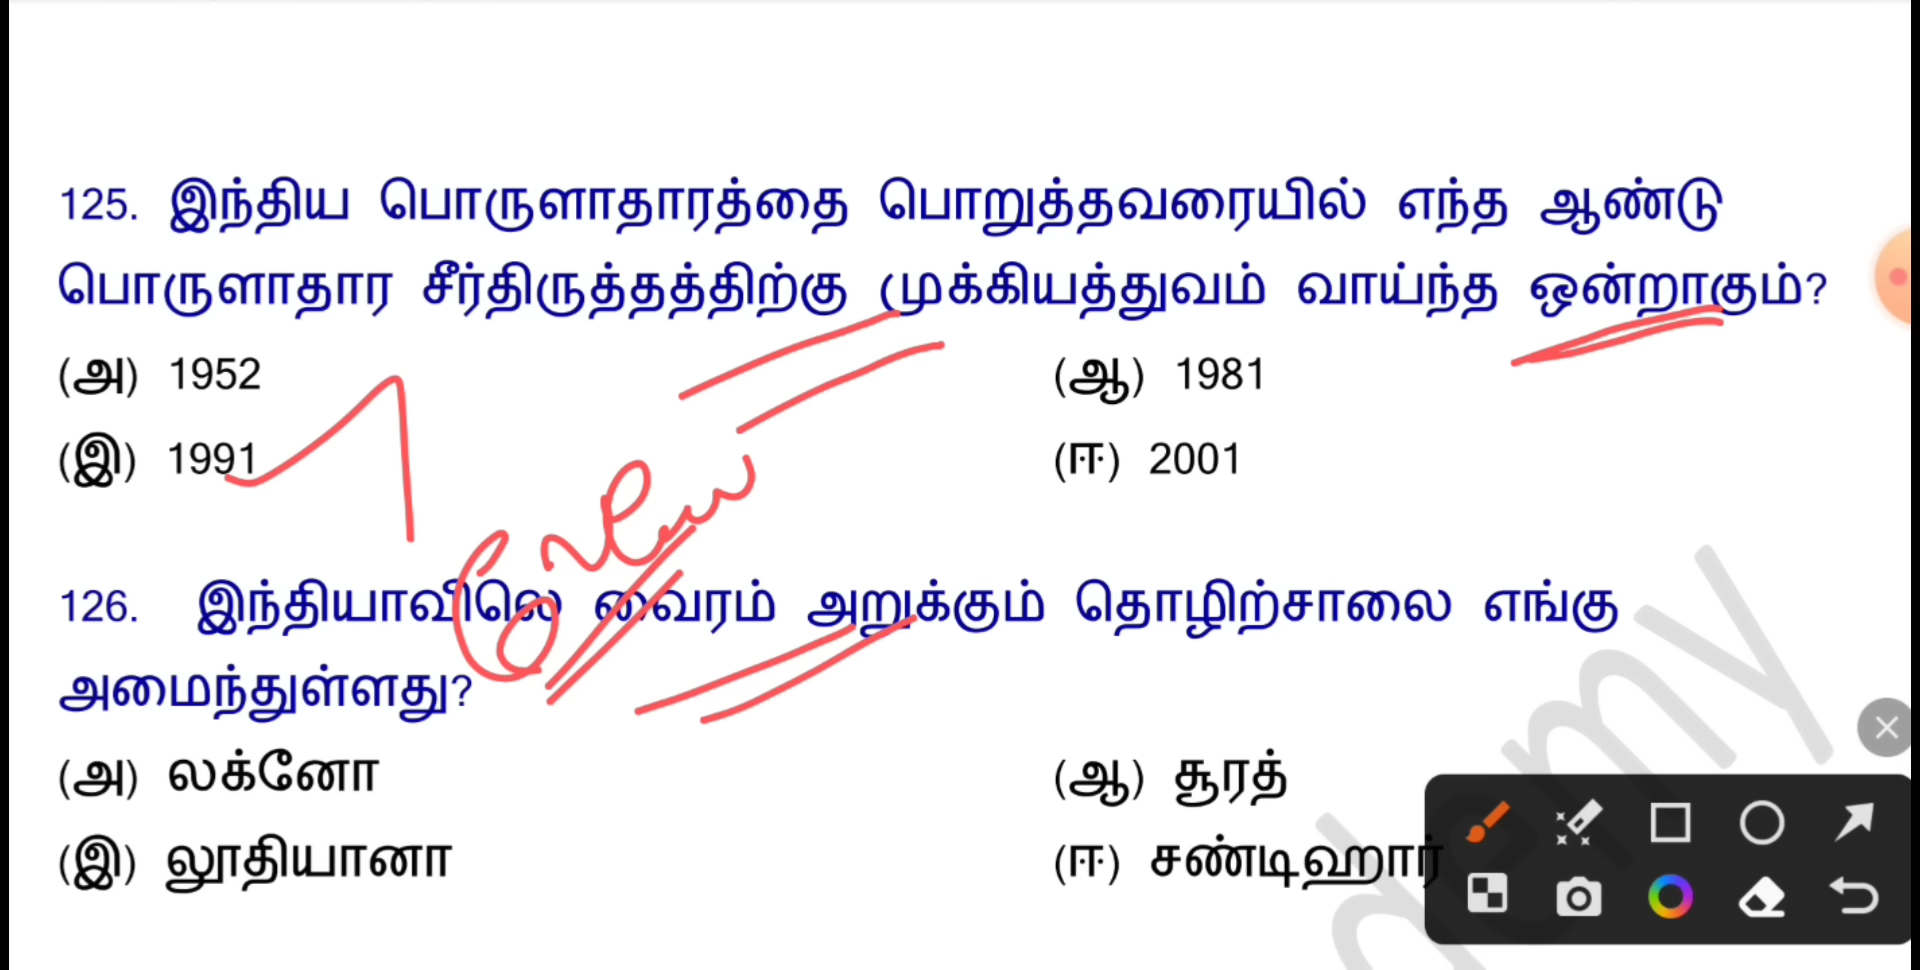 125. இந்திய பொருளாதாரத்தை பொறுத்தவரையில் எந்த ஆண்டு
பொருளாதார சீர்திருத்தத்திற்கு முக்கியத்துவம் வாய்ந்த ஒன்றாகும்?
(அ) 1952 (ஆ) 1981
(இ) 1991 (ஈ) 2001
126. இந்தியாவிலெ வைரம் அறுக்கும் தொழிற்சாலை எங்கு
அமைந்துள்ளது?
(அ) லக்னோ (ஆ) சூரத்
(இ) லூதியானா (ஈ) சண்டிஹார்
demy